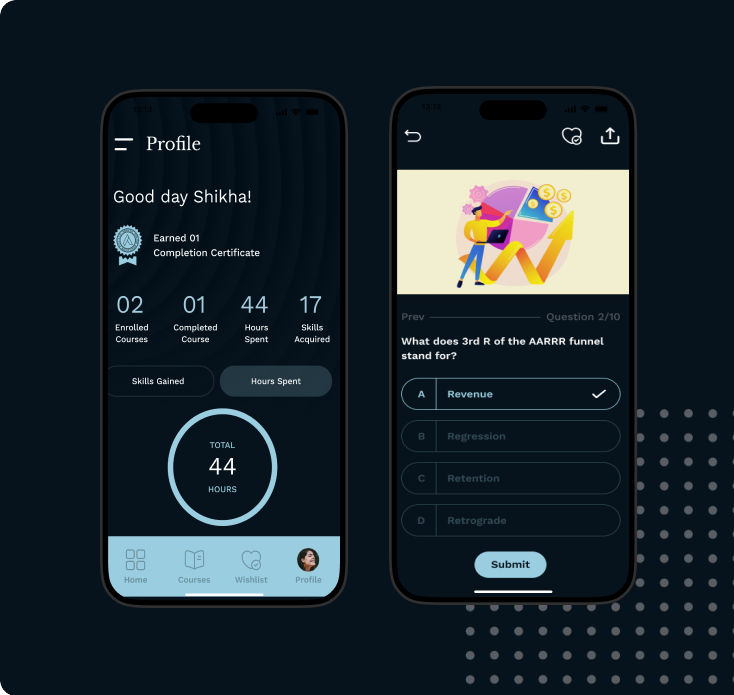 Profile
Good day Shikha!
Earned 01
Completion Certificate
02
01
44
17
Enrolled
Courses
Completed
Course
Hours
Spent
Skills
Acquired
Skills Gained
Hours Spent
TOTAL
44
HOURS
Home
Courses
Wishlist
Profile
Prev
Question 2/10
What does 3rd R of the AARRR funnel
stand for?
A Revenue
B Regression
C Retention
D Retrograde
Submit